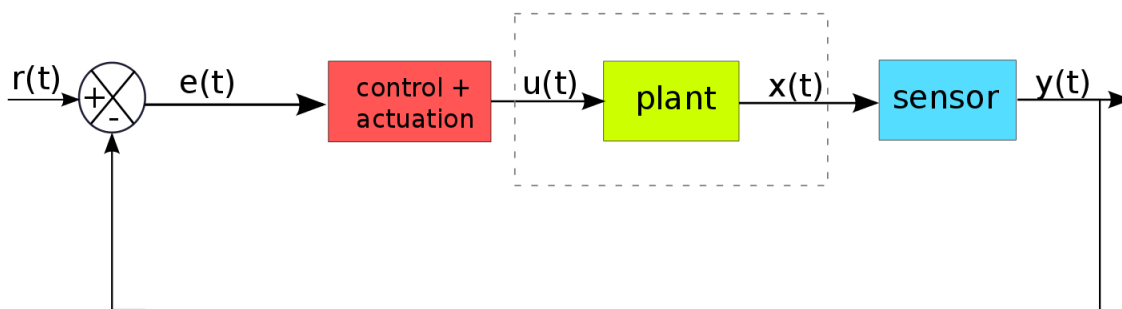 r(t)
+
-
e(t)
control +
actuation
u(t)
plant
x(t)
sensor
y(t)